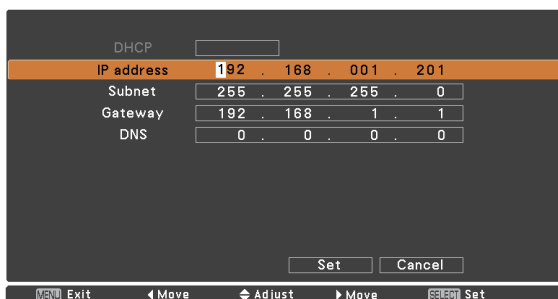 DHCP
IP address 192 . 168 . 001 . 201
Subnet 255 . 255 . 255 . 0
Gateway 192 . 168 . 1 . 1
DNS 0 . 0 . 0 . 0
Set Cancel
MENU Exit ◀Move ◆Adjust ▶Move SELECT Set